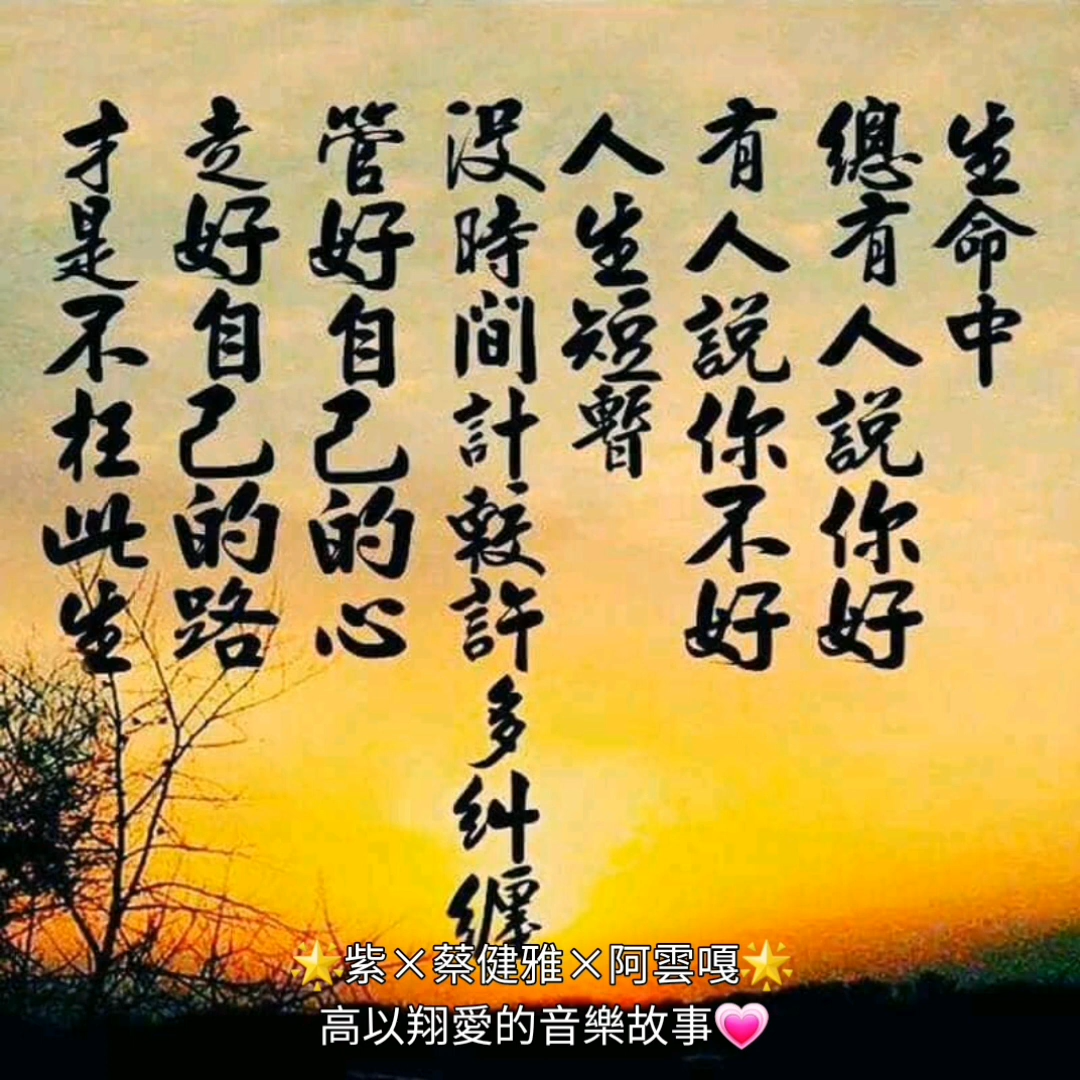 生命中
總有人說你好
有人說你不好
人生短暫
沒時間計較許多糾纏
管好自己的心
走好自己的路
才是不枉此生
🌟紫×蔡健雅×阿雲嘎🌟
高以翔愛的音樂故事💗